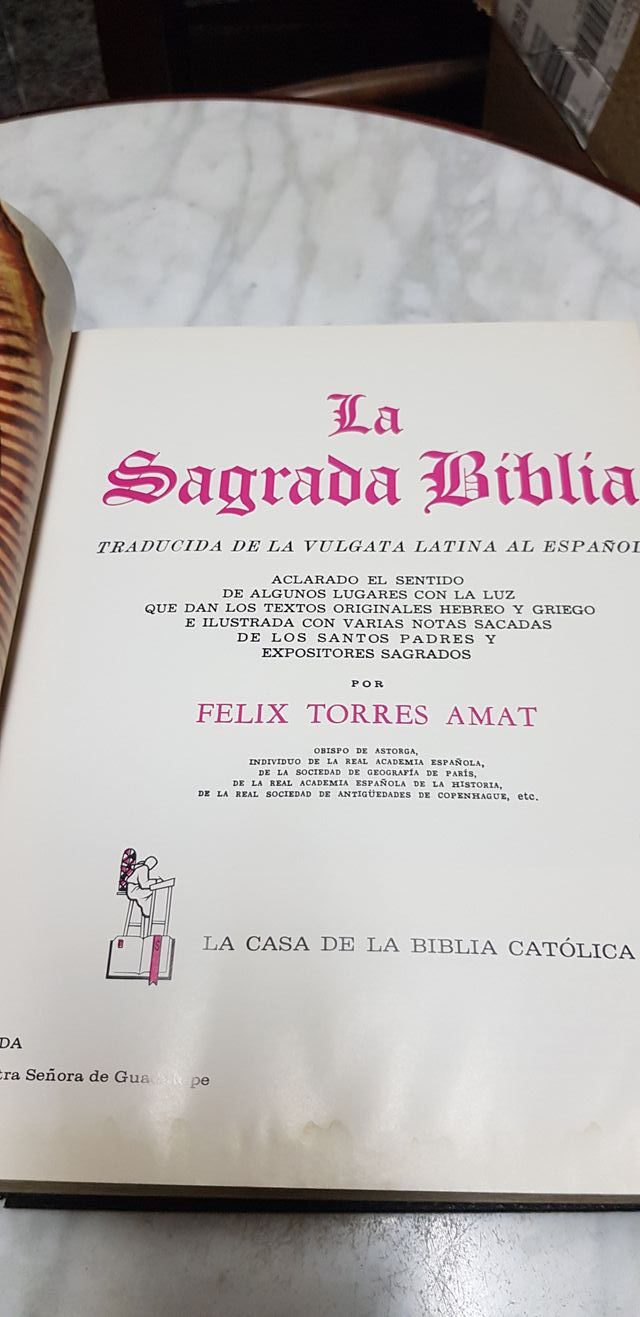 La
Sagrada Biblia
TRADUCIDA DE LA VULGATA LATINA AL ESPAÑOL
ACLARADO EL SENTIDO
DE ALGUNOS LUGARES CON LA LUZ
QUE DAN LOS TEXTOS ORIGINALES HEBREO Y GRIEGO
E ILUSTRADA CON VARIAS NOTAS SACADAS
DE LOS SANTOS PADRES Y
EXPOSITORES SAGRADOS
POR
FELIX TORRES AMAT
OBISPO DE ASTORGA,
INDIVIDUO DE LA REAL ACADEMIA ESPAÑOLA,
DE LA SOCIEDAD DE GEOGRAFÍA DE PARÍS,
DE LA REAL ACADEMIA ESPAÑOLA DE LA HISTORIA,
DE LA REAL SOCIEDAD DE ANTIGÜEDADES DE COPENHAGUE, etc.
LA CASA DE LA BIBLIA CATÓLICA
DA
tra Señora de Guadalupe